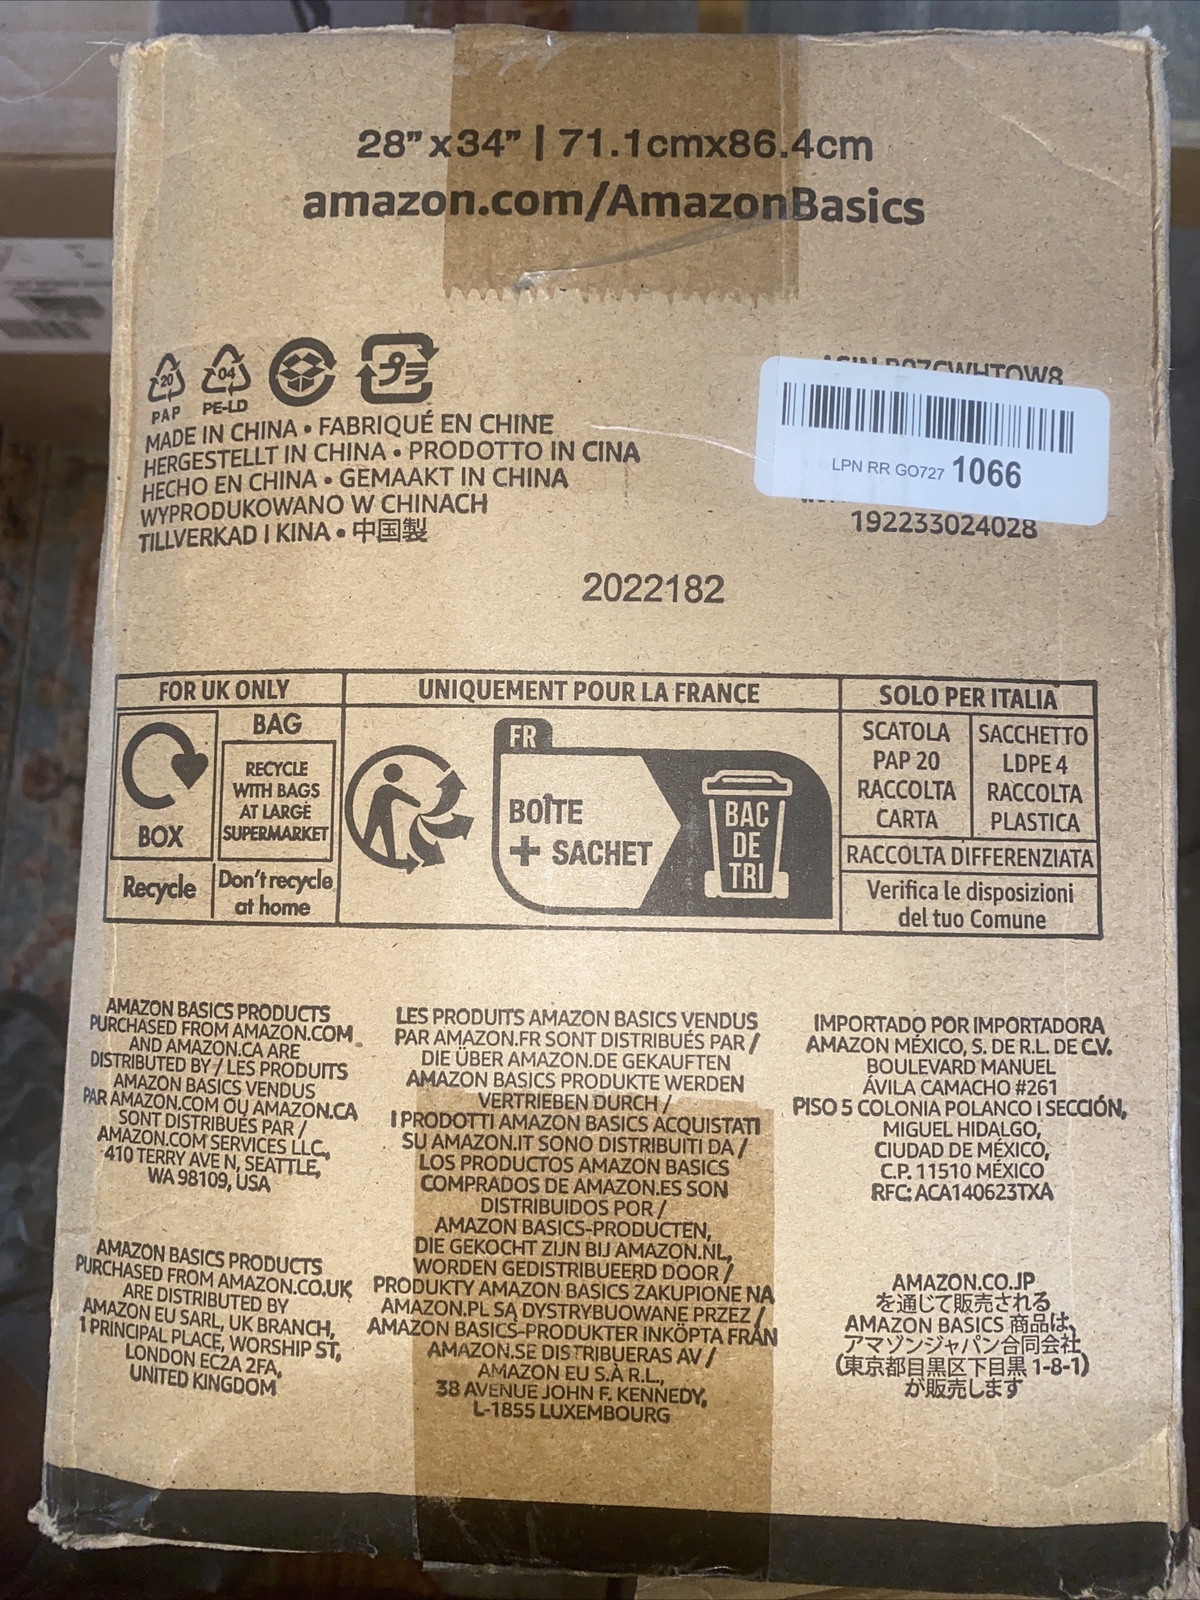 28” x 34” | 71.1cmx86.4cm
amazon.com/AmazonBasics
20
PAP
04
PE-LD
プラ
MADE IN CHINA • FABRIQUÉ EN CHINE
HERGESTELLT IN CHINA • PRODOTTO IN CINA
HECHO EN CHINA • GEMAAKT IN CHINA
WYPRODUKOWANO W CHINACH
TILLVERKAD I KINA • 中国製
LPN RR GO727 1066
192233024028
2022182
FOR UK ONLY
BOX
Recycle
BAG
RECYCLE
WITH BAGS
AT LARGE
SUPERMARKET
Don't recycle
at home
UNIQUEMENT POUR LA FRANCE
FR
BOÎTE
+ SACHET
BAC
DE
TRI
SOLO PER ITALIA
SCATOLA
PAP 20
RACCOLTA
CARTA
SACCHETTO
LDPE 4
RACCOLTA
PLASTICA
RACCOLTA DIFFERENZIATA
Verifica le disposizioni
del tuo Comune
AMAZON BASICS PRODUCTS
PURCHASED FROM AMAZON.COM
AND AMAZON.CA ARE
DISTRIBUTED BY / LES PRODUITS
AMAZON BASICS VENDUS
PAR AMAZON.COM OU AMAZON.CA
SONT DISTRIBUÉS PAR /
AMAZON.COM SERVICES LLC,
410 TERRY AVE N, SEATTLE,
WA 98109, USA
AMAZON BASICS PRODUCTS
PURCHASED FROM AMAZON.CO.UK
ARE DISTRIBUTED BY
AMAZON EU SARL, UK BRANCH,
1 PRINCIPAL PLACE, WORSHIP ST,
LONDON EC2A 2FA,
UNITED KINGDOM
LES PRODUITS AMAZON BASICS VENDUS
PAR AMAZON.FR SONT DISTRIBUÉS PAR /
DIE ÜBER AMAZON.DE GEKAUFTEN
AMAZON BASICS PRODUKTE WERDEN
VERTRIEBEN DURCH /
I PRODOTTI AMAZON BASICS ACQUISTATI
SU AMAZON.IT SONO DISTRIBUITI DA /
LOS PRODUCTOS AMAZON BASICS
COMPRADOS DE AMAZON.ES SON
DISTRIBUIDOS POR /
AMAZON BASICS-PRODUCTEN,
DIE GEKOCHT ZIJN BIJ AMAZON.NL,
WORDEN GEDISTRIBUEERD DOOR /
PRODUKTY AMAZON BASICS ZAKUPIONE NA
AMAZON.PL SĄ DYSTRYBUOWANE PRZEZ /
AMAZON BASICS-PRODUKTER INKÖPTA FRÅN
AMAZON.SE DISTRIBUERAS AV /
AMAZON EU S.À R.L.,
38 AVENUE JOHN F. KENNEDY,
L-1855 LUXEMBOURG
IMPORTADO POR IMPORTADORA
AMAZON MÉXICO, S. DE R.L. DE C.V.
BOULEVARD MANUEL
ÁVILA CAMACHO #261
PISO 5 COLONIA POLANCO I SECCIÓN,
MIGUEL HIDALGO,
CIUDAD DE MÉXICO,
C.P. 11510 MÉXICO
RFC: ACA140623TXA
AMAZON.CO.JP
を通じて販売される
AMAZON BASICS 商品は、
アマゾンジャパン合同会社
(東京都目黒区下目黒 1-8-1)
が販売します